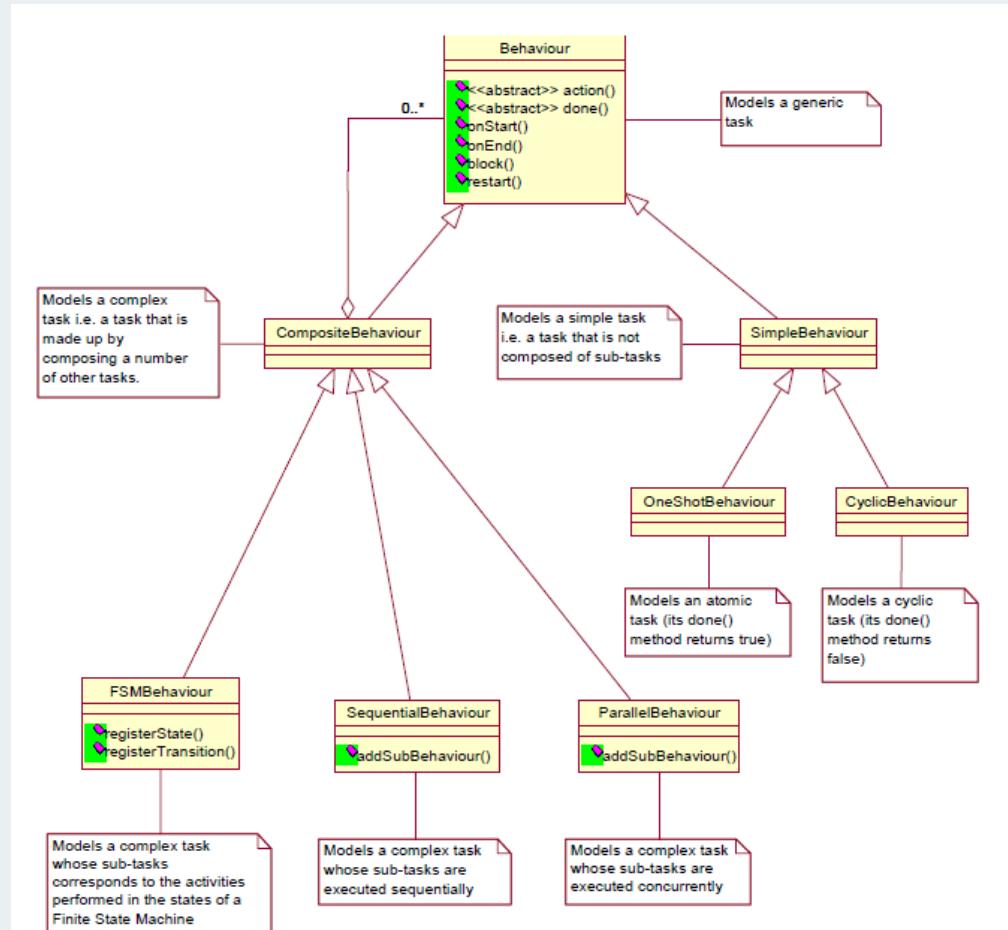 Behaviour
<<abstract>> action()
<<abstract>> done()
onStart()
onEnd()
block()
restart()
0..*
Models a generic
task
Models a complex
task i.e. a task that is
made up by
composing a number
of other tasks.
CompositeBehaviour
Models a simple task
i.e. a task that is not
composed of sub-tasks
SimpleBehaviour
OneShotBehaviour
CyclicBehaviour
Models an atomic
task (its done()
method returns true)
Models a cyclic
task (its done()
method returns
false)
FSMBehaviour
registerState()
registerTransition()
SequentialBehaviour
addSubBehaviour()
ParallelBehaviour
addSubBehaviour()
Models a complex task
whose sub-tasks
corresponds to the activities
performed in the states of a
Finite State Machine
Models a complex task
whose sub-tasks are
executed sequentially
Models a complex task
whose sub-tasks are
executed concurrently